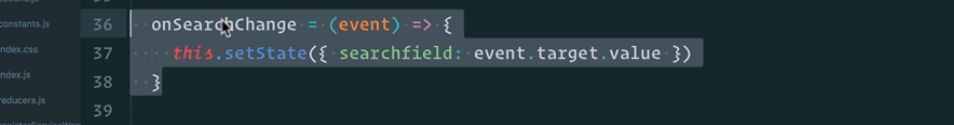 constants.js
ndex.css
ndex.js
reducers.js
36 onSearchChange = (event) => {
37 this.setState({ searchfield: event.target.value })
38 }
39